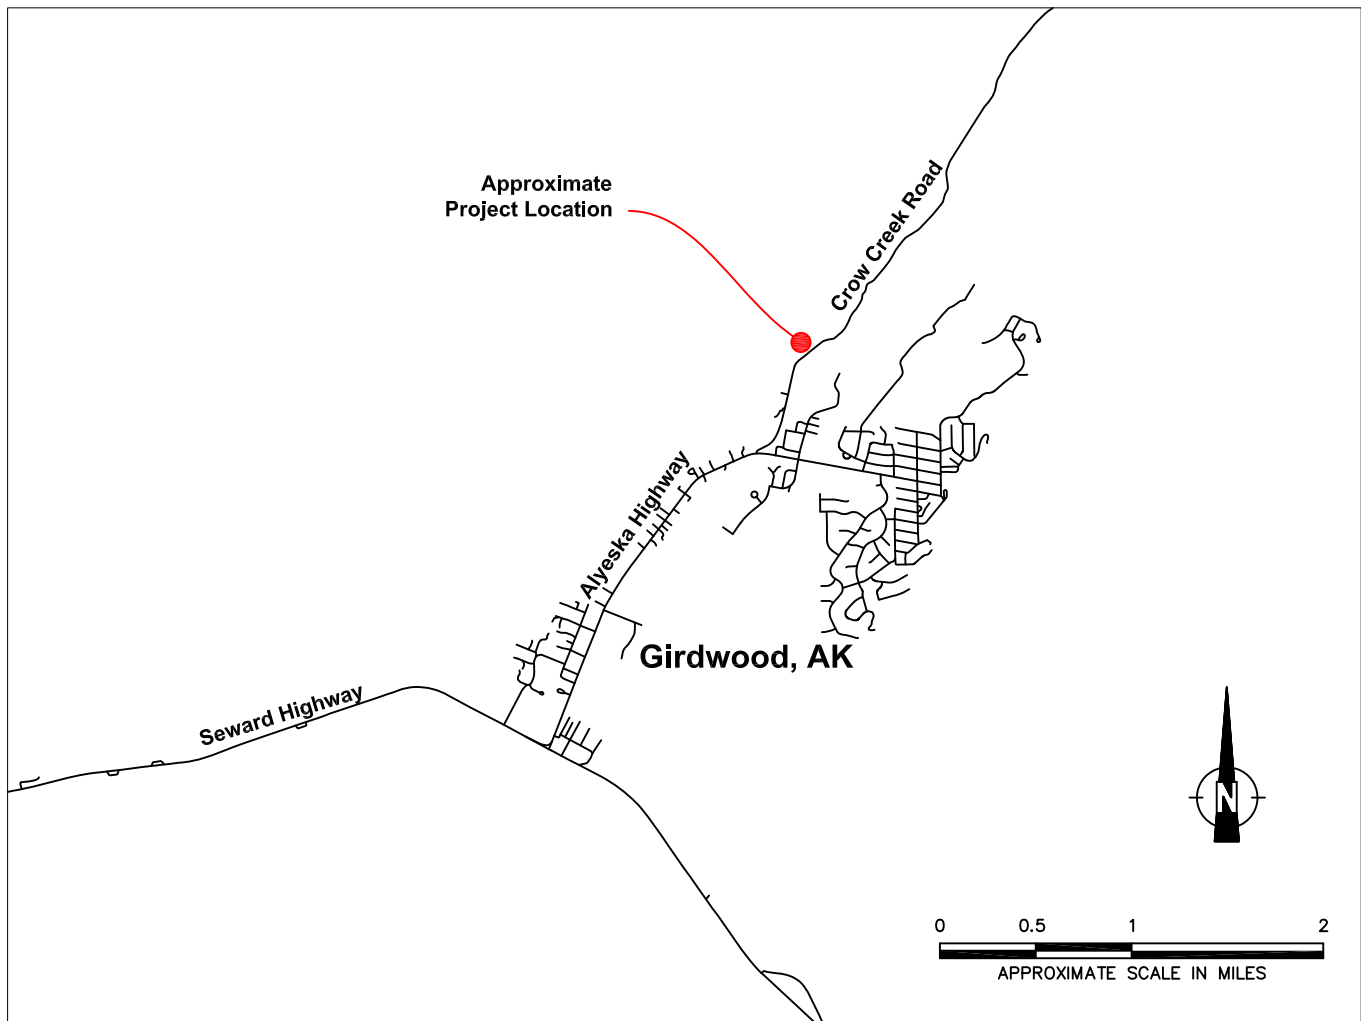 Approximate
Project Location
Crow Creek Road
Alyeska Highway
Girdwood, AK
Seward Highway
N
0 0.5 1 2
APPROXIMATE SCALE IN MILES